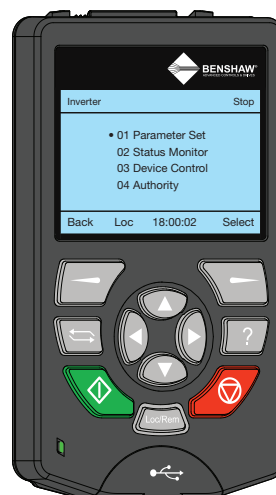 BENSHAW
ADVANCED CONTROLS & DRIVES
Inverter Stop
• 01 Parameter Set
02 Status Monitor
03 Device Control
04 Authority
Back Loc 18:00:02 Select
?
Loc/Rem